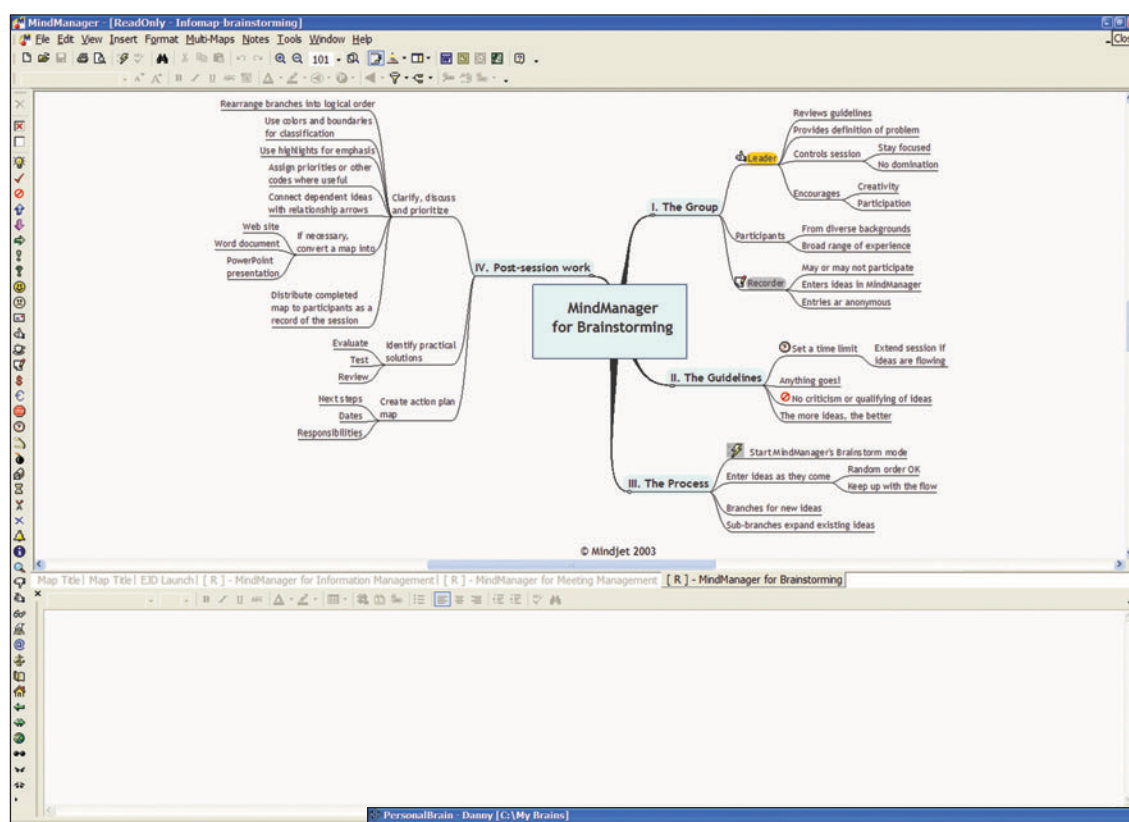 MindManager - [ReadOnly - Infomap-brainstorming]
File Edit View Insert Format Multi-Maps Notes Tools Window Help
Clos
101
Rearrange branches into logical order
Use colors and boundaries
for classification
Use highlights for emphasis
Assign priorities or other
codes where useful
Connect dependent ideas
with relationship arrows
Clarify, discuss
and prioritize
Web site
Word document
PowerPoint
presentation
If necessary,
convert a map into
Distribute completed
map to participants as a
record of the session
IV. Post-session work
Evaluate
Test
Review
Identify practical
solutions
Next steps
Dates
Responsibilities
Create action plan
map
MindManager
for Brainstorming
I. The Group
Leader
Reviews guidelines
Provides definition of problem
Controls session
Stay focused
No domination
Encourages
Creativity
Participation
Participants
From diverse backgrounds
Broad range of experience
Recorder
May or may not participate
Enters ideas in MindManager
Entries ar anonymous
II. The Guidelines
Set a time limit
Extend session if
ideas are flowing
Anything goes!
No criticism or qualifying of ideas
The more ideas, the better
III. The Process
Start MindManager's Brainstorm mode
Enter ideas as they come
Random order OK
Keep up with the flow
Branches for new ideas
Sub-branches expand existing ideas
© Mindjet 2003
Map Title | Map Title | EJD Launch | [ R ] - MindManager for Information Management | [ R ] - MindManager for Meeting Management [ R ] - MindManager for Brainstorming
PersonalBrain - Danny [C:\My Brains]